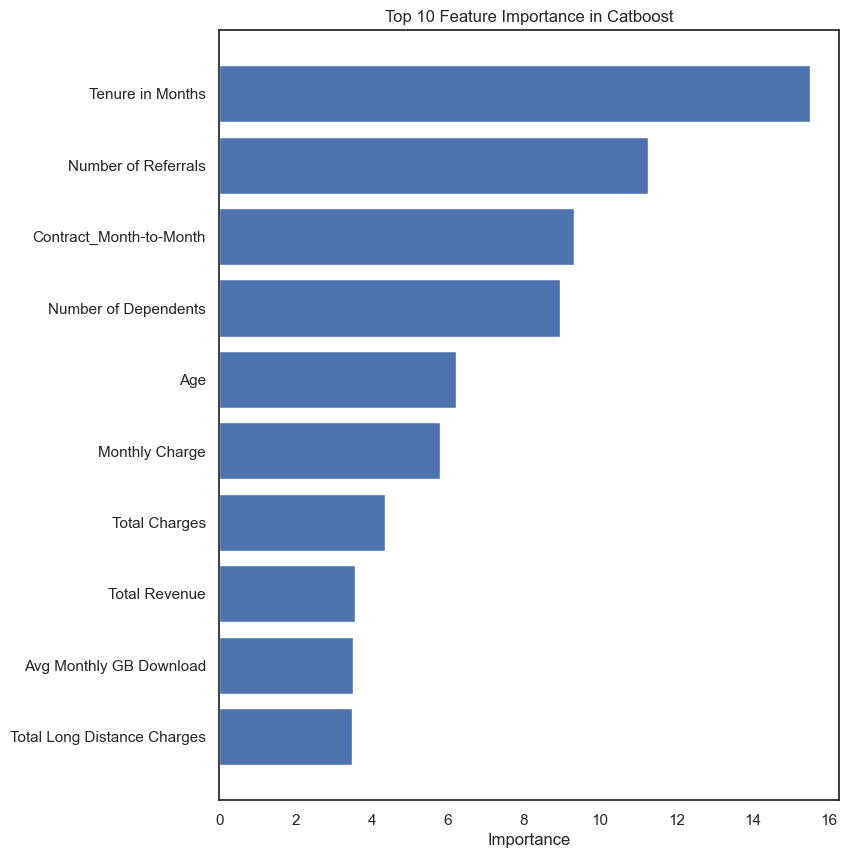 Top 10 Feature Importance in Catboost
Tenure in Months
Number of Referrals
Contract_Month-to-Month
Number of Dependents
Age
Monthly Charge
Total Charges
Total Revenue
Avg Monthly GB Download
Total Long Distance Charges
0 2 4 6 8 10 12 14 16
Importance